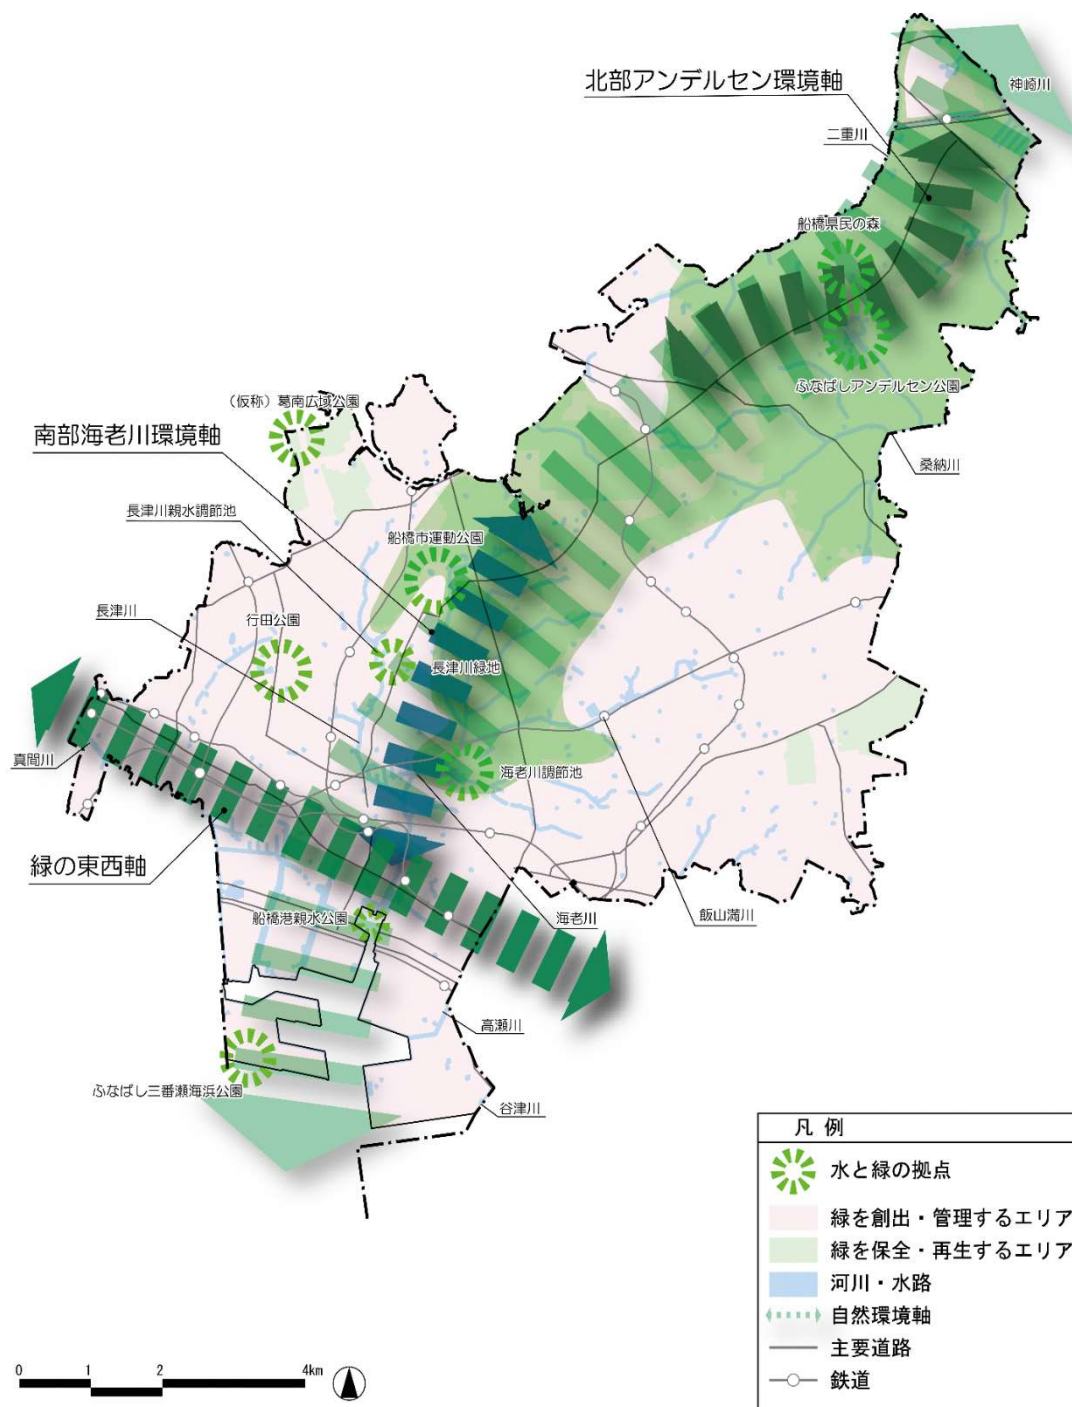 神崎川
北部アンデルセン環境軸
二重川
船橋県民の森
ふなばしアンデルセン公園
(仮称)葛南広域公園
南部海老川環境軸
桑納川
長津川親水調節池
船橋市運動公園
長津川
行田公園
長津川緑地
真間川
海老川調節池
緑の東西軸
船橋港親水公園
海老川
飯山満川
高瀬川
ふなばし三番瀬海浜公園
谷津川
凡例
水と緑の拠点
緑を創出・管理するエリア
緑を保全・再生するエリア
河川・水路
自然環境軸
主要道路
鉄道
0 1 2 4km